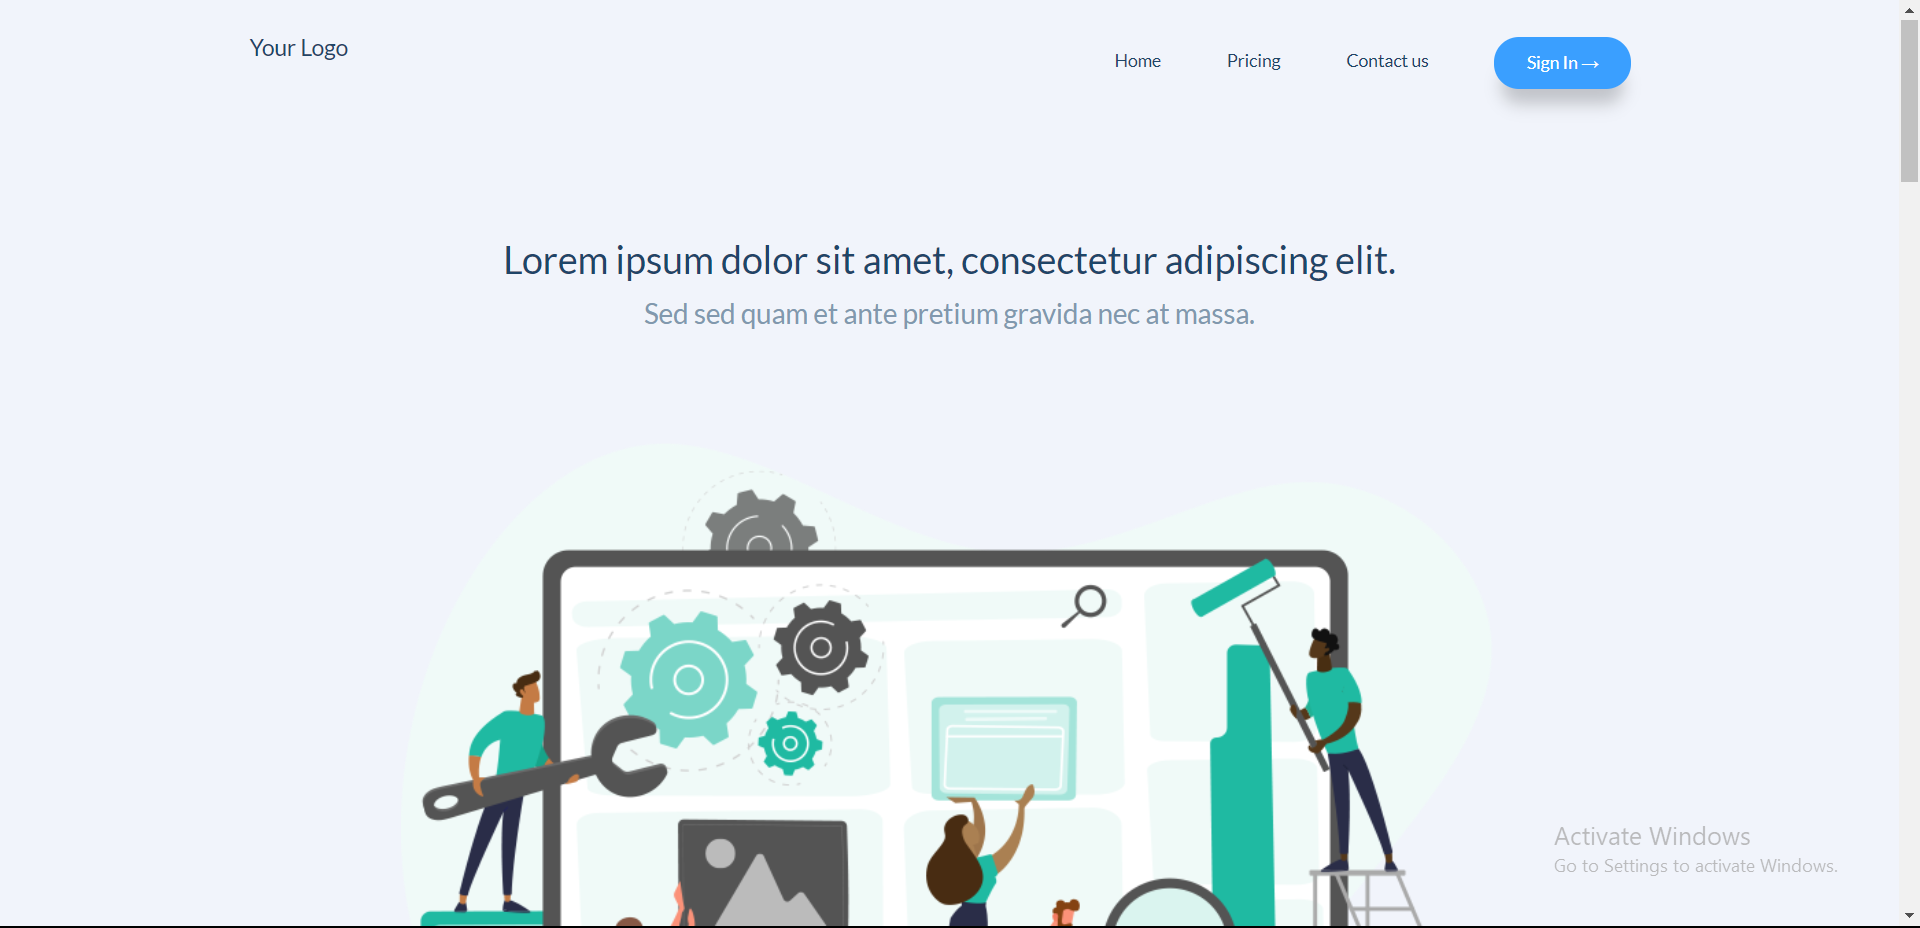 Your Logo
Home
Pricing
Contact us
Sign In →
Lorem ipsum dolor sit amet, consectetur adipiscing elit.
Sed sed quam et ante pretium gravida nec at massa.
Activate Windows
Go to Settings to activate Windows.